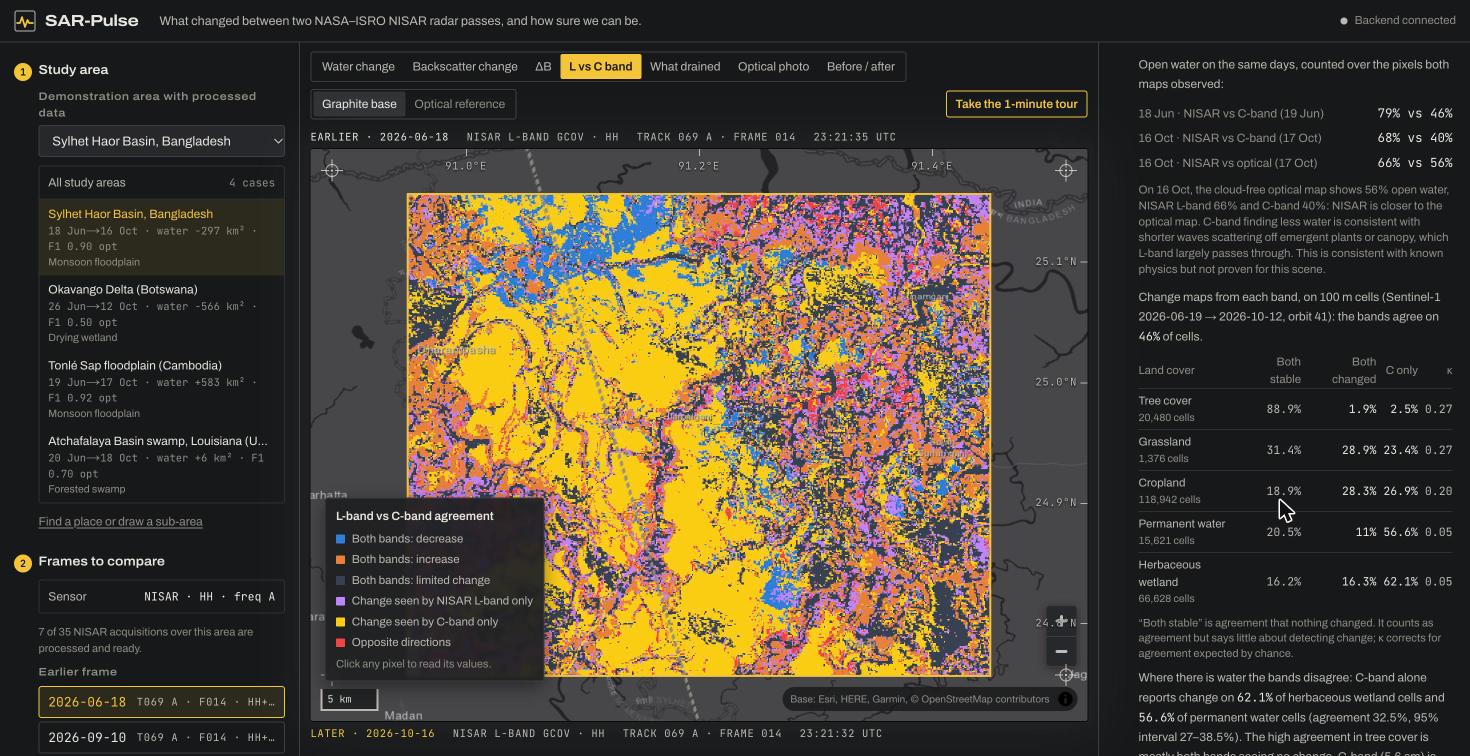 SAR-Pulse
What changed between two NASA–ISRO NISAR radar passes, and how sure we can be.
Backend connected
1
Study area
Demonstration area with processed
data
Sylhet Haor Basin, Bangladesh
All study areas 4 cases
Sylhet Haor Basin, Bangladesh
18 Jun→16 Oct · water -297 km² ·
F1 0.90 opt
Monsoon floodplain
Okavango Delta (Botswana)
26 Jun→12 Oct · water -566 km² ·
F1 0.50 opt
Drying wetland
Tonlé Sap floodplain (Cambodia)
19 Jun→17 Oct · water +583 km² ·
F1 0.92 opt
Monsoon floodplain
Atchafalaya Basin swamp, Louisiana (U...
20 Jun→18 Oct · water +6 km² · F1
0.70 opt
Forested swamp
Find a place or draw a sub-area
2
Frames to compare
Sensor NISAR · HH · freq A
7 of 35 NISAR acquisitions over this area are
processed and ready.
Earlier frame
2026-06-18 T069 A · F014 · HH+…
2026-09-10 T069 A · F014 · HH+…
Water change Backscatter change ΔB L vs C band What drained Optical photo Before / after
Graphite base Optical reference
Take the 1-minute tour
EARLIER · 2026-06-18 NISAR L-BAND GCOV · HH TRACK 069 A · FRAME 014 23:21:35 UTC
91.0°E 91.2°E 91.4°E
INDIA
BANGLADESH
25.1°N
25.0°N
24.9°N
L-band vs C-band agreement
Both bands: decrease
Both bands: increase
Both bands: limited change
Change seen by NISAR L-band only
Change seen by C-band only
Opposite directions
Click any pixel to read its values.
+
−
5 km
Madan
Base: Esri, HERE, Garmin, © OpenStreetMap contributors
LATER · 2026-10-16 NISAR L-BAND GCOV · HH TRACK 069 A · FRAME 014 23:21:32 UTC
Open water on the same days, counted over the pixels both
maps observed:
18 Jun · NISAR vs C-band (19 Jun) 79% vs 46%
16 Oct · NISAR vs C-band (17 Oct) 68% vs 40%
16 Oct · NISAR vs optical (17 Oct) 66% vs 56%
On 16 Oct, the cloud-free optical map shows 56% open water,
NISAR L-band 66% and C-band 40%: NISAR is closer to the
optical map. C-band finding less water is consistent with
shorter waves scattering off emergent plants or canopy, which
L-band largely passes through. This is consistent with known
physics but not proven for this scene.
Change maps from each band, on 100 m cells (Sentinel-1
2026-06-19 → 2026-10-12, orbit 41): the bands agree on
46% of cells.
Land cover Both stable Both changed C only κ
Tree cover
20,480 cells
88.9% 1.9% 2.5% 0.27
Grassland
1,376 cells
31.4% 28.9% 23.4% 0.27
Cropland
118,942 cells
18.9% 28.3% 26.9% 0.20
Permanent water
15,621 cells
20.5% 11% 56.6% 0.05
Herbaceous
wetland
66,628 cells
16.2% 16.3% 62.1% 0.05
“Both stable” is agreement that nothing changed. It counts as
agreement but says little about detecting change; κ corrects for
agreement expected by chance.
Where there is water the bands disagree: C-band alone
reports change on 62.1% of herbaceous wetland cells and
56.6% of permanent water cells (agreement 32.5%, 95%
interval 27–38.5%). The high agreement in tree cover is
mostly both bands seeing no change. C-band (5.6 cm) is